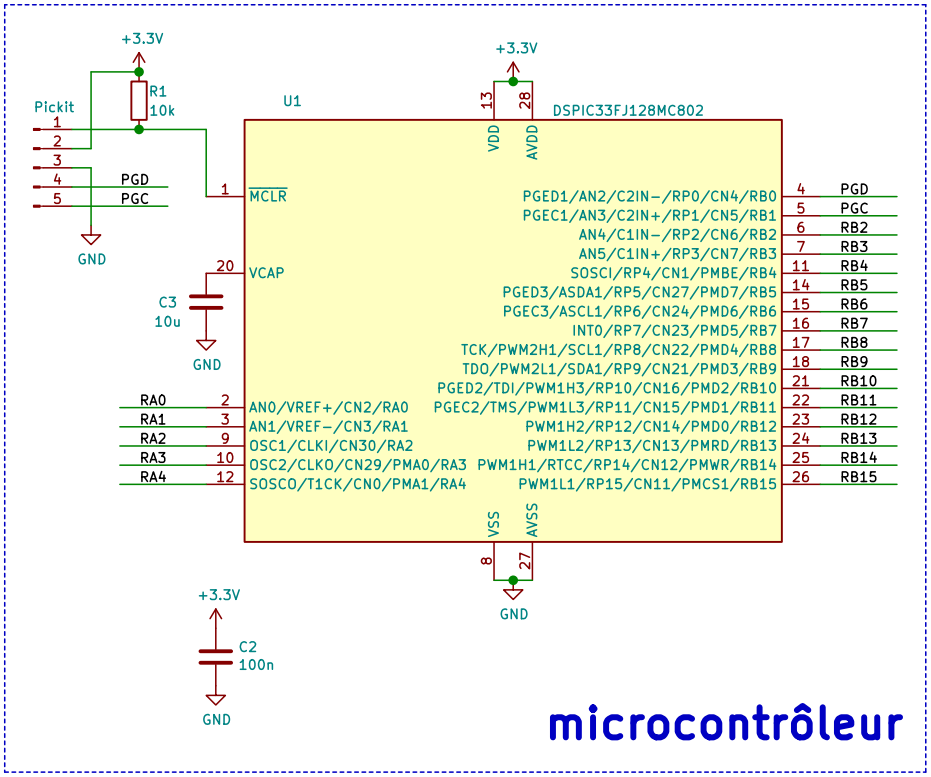 +3.3V
R1
10k
Pickit
1
2
3
4
5
PGD
PGC
GND
+3.3V
U1
DSPIC33FJ128MC802
13
28
VDD
AVDD
1 MCLR
20 VCAP
C3
10u
GND
RA0 2 AN0/VREF+/CN2/RA0
RA1 3 AN1/VREF-/CN3/RA1
RA2 9 OSC1/CLKI/CN30/RA2
RA3 10 OSC2/CLKO/CN29/PMA0/RA3
RA4 12 SOSCO/T1CK/CN0/PMA1/RA4
PGED1/AN2/C2IN-/RP0/CN4/RB0 4 PGD
PGEC1/AN3/C2IN+/RP1/CN5/RB1 5 PGC
AN4/C1IN-/RP2/CN6/RB2 6 RB2
AN5/C1IN+/RP3/CN7/RB3 7 RB3
SOSCI/RP4/CN1/PMBE/RB4 11 RB4
PGED3/ASDA1/RP5/CN27/PMD7/RB5 14 RB5
PGEC3/ASCL1/RP6/CN24/PMD6/RB6 15 RB6
INT0/RP7/CN23/PMD5/RB7 16 RB7
TCK/PWM2H1/SCL1/RP8/CN22/PMD4/RB8 17 RB8
TDO/PWM2L1/SDA1/RP9/CN21/PMD3/RB9 18 RB9
PGED2/TDI/PWM1H3/RP10/CN16/PMD2/RB10 21 RB10
PGEC2/TMS/PWM1L3/RP11/CN15/PMD1/RB11 22 RB11
PWM1H2/RP12/CN14/PMD0/RB12 23 RB12
PWM1L2/RP13/CN13/PMRD/RB13 24 RB13
PWM1H1/RTCC/RP14/CN12/PMWR/RB14 25 RB14
PWM1L1/RP15/CN11/PMCS1/RB15 26 RB15
VSS
AVSS
8
27
GND
+3.3V
C2
100n
GND
microcontrôleur